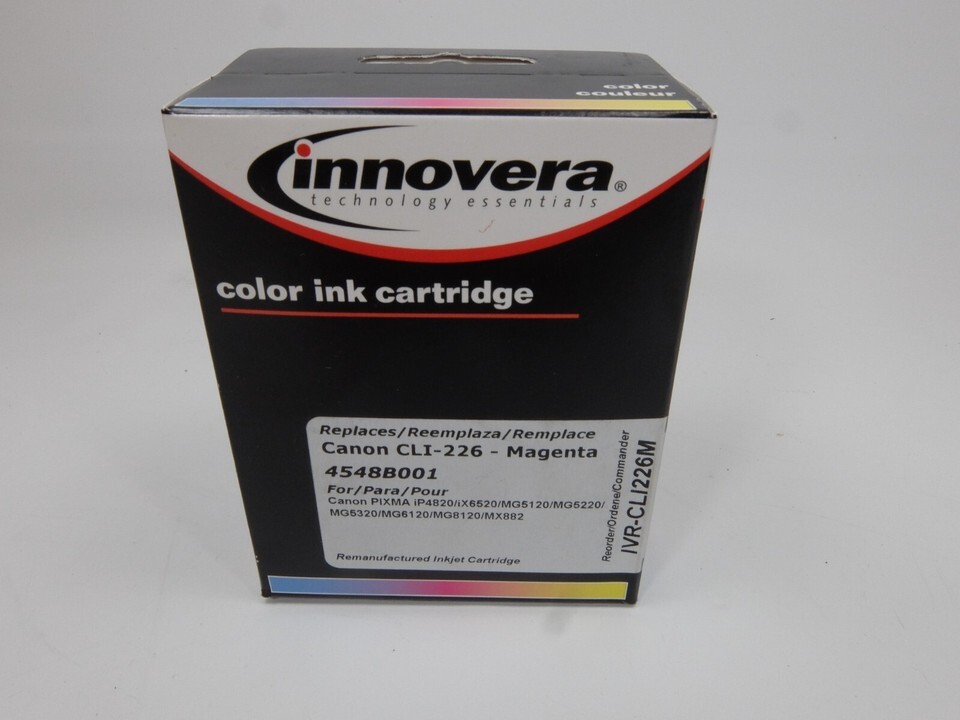 color
couleur
innovera®
technology essentials
color ink cartridge
Replaces/Reemplaza/Remplace
Canon CLI-226 - Magenta
4548B001
For/Para/Pour
Canon PIXMA iP4820/iX6520/MG5120/MG5220/
MG5320/MG6120/MG8120/MX882
Remanufactured Inkjet Cartridge
Reorder/Ordene/Commander
IVR-CLI226M